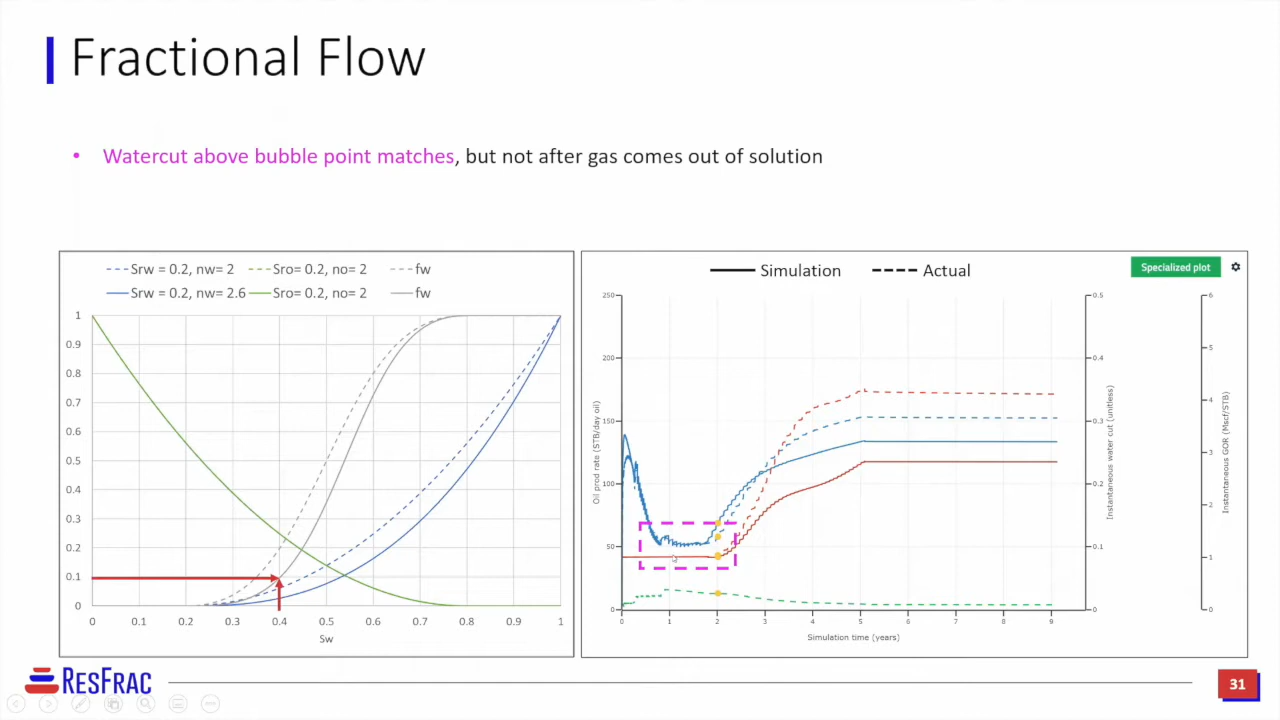 Fractional Flow
• Watercut above bubble point matches, but not after gas comes out of solution
Srw = 0.2, nw= 2 Sro= 0.2, no= 2 fw
Srw = 0.2, nw= 2.6 Sro= 0.2, no= 2 fw
1
0.9
0.8
0.7
0.6
0.5
0.4
0.3
0.2
0.1
0
0 0.1 0.2 0.3 0.4 0.5 0.6 0.7 0.8 0.9 1
Sw
Simulation Actual
Specialized plot
250
200
150
100
50
0
Oil prod rate (STB/day oil)
0.5
0.4
0.3
0.2
0.1
0
Instantaneous water cut (unitless)
6
5
4
3
2
1
0
Instantaneous GOR (Mscf/STB)
0 1 2 3 4 5 6 7 8 9
Simulation time (years)
RESFRAC
31